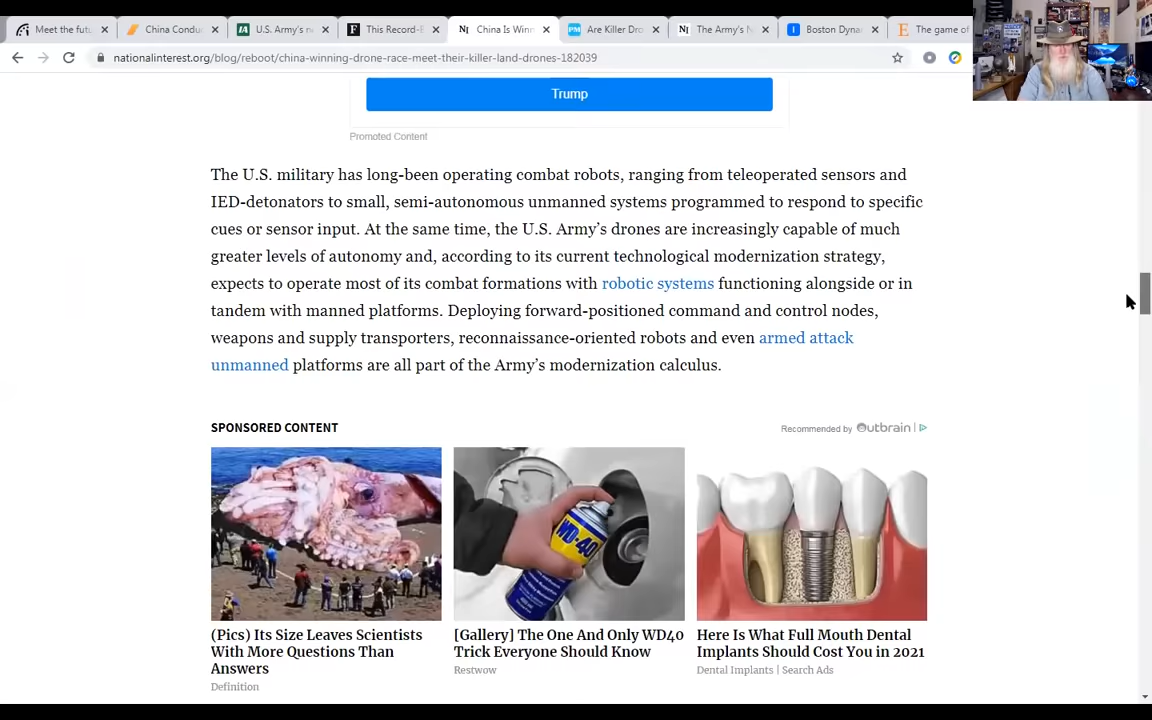 Meet the futu
China Condu
U.S. Army's n
This Record-B
China Is Winn
Are Killer Dro
The Army's N
Boston Dyna
The game of
nationalinterest.org/blog/reboot/china-winning-drone-race-meet-their-killer-land-drones-182039
Trump
Promoted Content
The U.S. military has long-been operating combat robots, ranging from teleoperated sensors and
IED-detonators to small, semi-autonomous unmanned systems programmed to respond to specific
cues or sensor input. At the same time, the U.S. Army's drones are increasingly capable of much
greater levels of autonomy and, according to its current technological modernization strategy,
expects to operate most of its combat formations with robotic systems functioning alongside or in
tandem with manned platforms. Deploying forward-positioned command and control nodes,
weapons and supply transporters, reconnaissance-oriented robots and even armed attack
unmanned platforms are all part of the Army's modernization calculus.
SPONSORED CONTENT
Recommended by Outbrain
WD-40
(Pics) Its Size Leaves Scientists
With More Questions Than
Answers
Definition
[Gallery] The One And Only WD40
Trick Everyone Should Know
Restwow
Here Is What Full Mouth Dental
Implants Should Cost You in 2021
Dental Implants | Search Ads